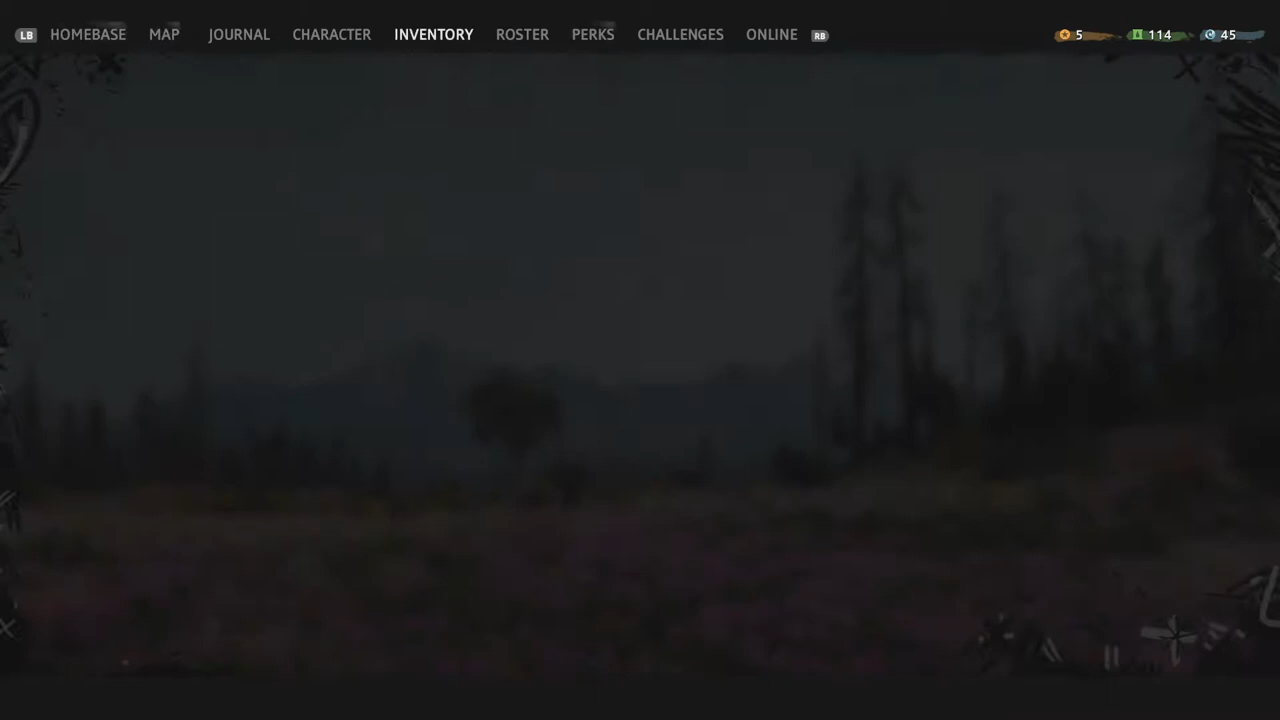 LB HOMEBASE MAP JOURNAL CHARACTER INVENTORY ROSTER PERKS CHALLENGES ONLINE RB 5 114 45